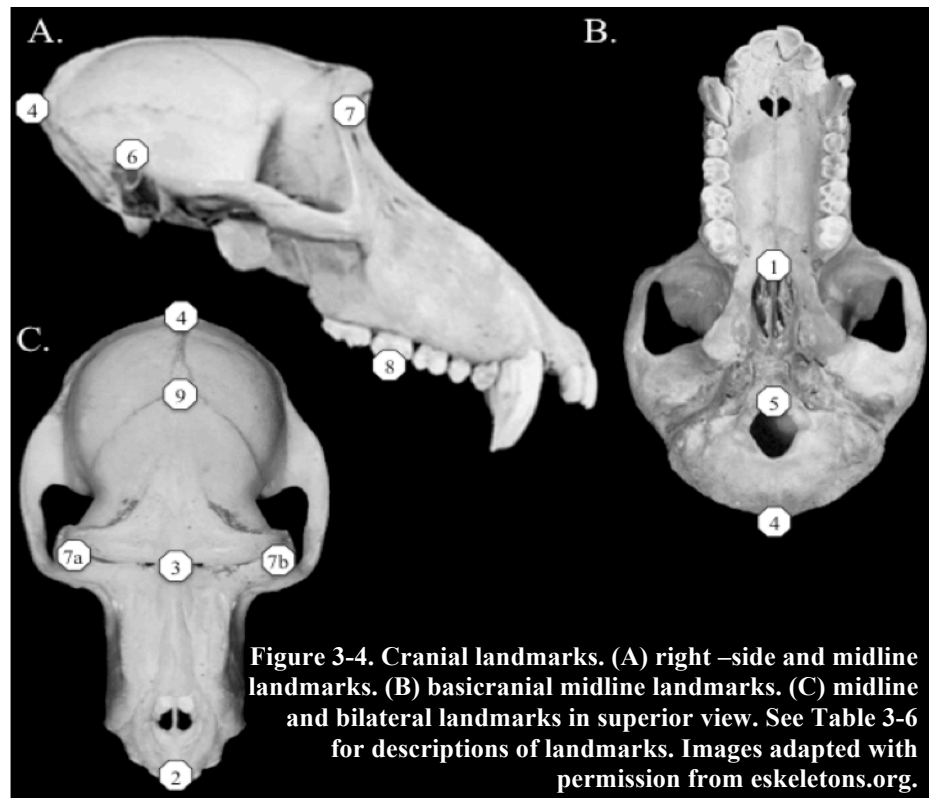 A.
B.
4
7
6
1
C.
4
8
9
5
4
7a
3
7b
2
Figure 3-4. Cranial landmarks. (A) right –side and midline
landmarks. (B) basicranial midline landmarks. (C) midline
and bilateral landmarks in superior view. See Table 3-6
for descriptions of landmarks. Images adapted with
permission from eskeletons.org.